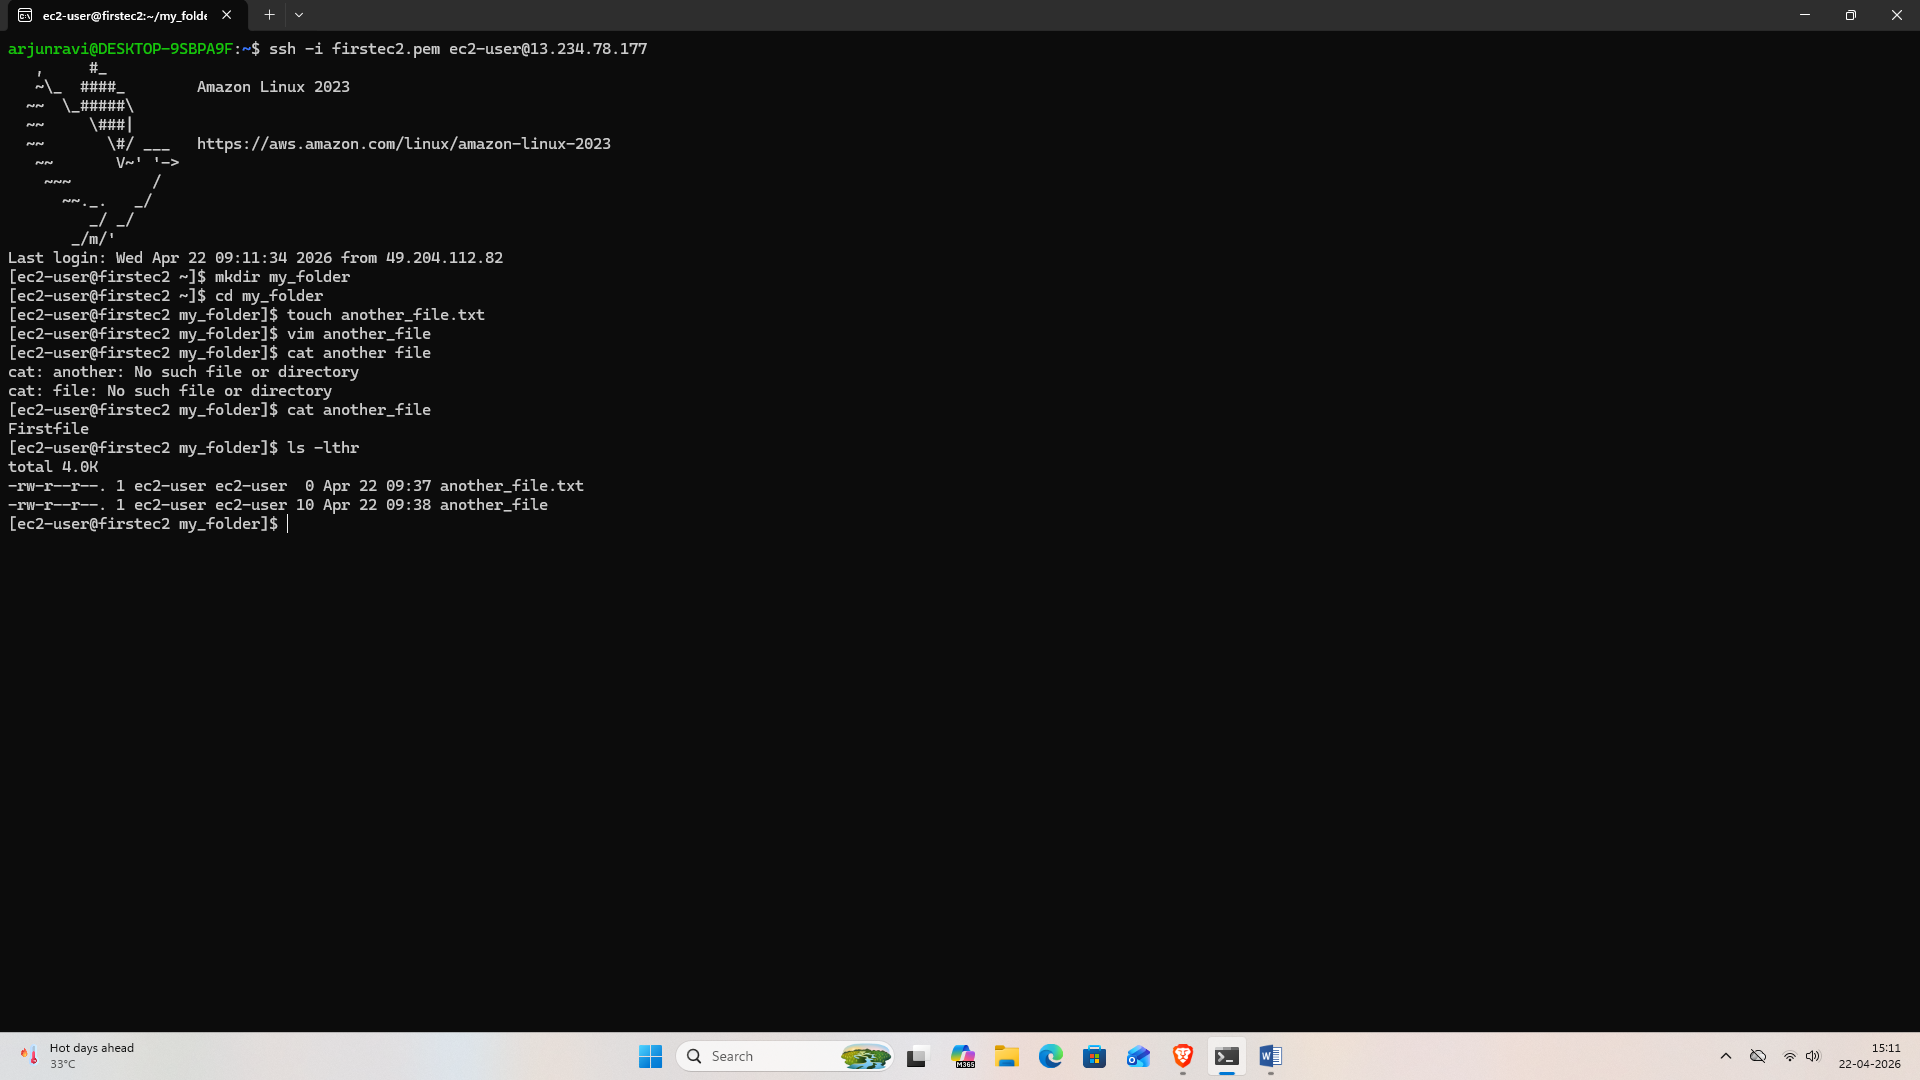 ec2-user@firstec2:~/my_folde
arjunravi@DESKTOP-9SBPA9F:~$ ssh -i firstec2.pem ec2-user@13.234.78.177
   ,     #_
   ~\_  ####_        Amazon Linux 2023
  ~~  \_#####\
  ~~     \###|
  ~~       \#/ ___   https://aws.amazon.com/linux/amazon-linux-2023
   ~~       V~' '->
    ~~~         /
      ~~._.   _/
         _/ _/
       _/m/'
Last login: Wed Apr 22 09:11:34 2026 from 49.204.112.82
[ec2-user@firstec2 ~]$ mkdir my_folder
[ec2-user@firstec2 ~]$ cd my_folder
[ec2-user@firstec2 my_folder]$ touch another_file.txt
[ec2-user@firstec2 my_folder]$ vim another_file
[ec2-user@firstec2 my_folder]$ cat another file
cat: another: No such file or directory
cat: file: No such file or directory
[ec2-user@firstec2 my_folder]$ cat another_file
Firstfile
[ec2-user@firstec2 my_folder]$ ls -lthr
total 4.0K
-rw-r--r--. 1 ec2-user ec2-user  0 Apr 22 09:37 another_file.txt
-rw-r--r--. 1 ec2-user ec2-user 10 Apr 22 09:38 another_file
[ec2-user@firstec2 my_folder]$
Hot days ahead
33°C
Search
M365
15:11
22-04-2026